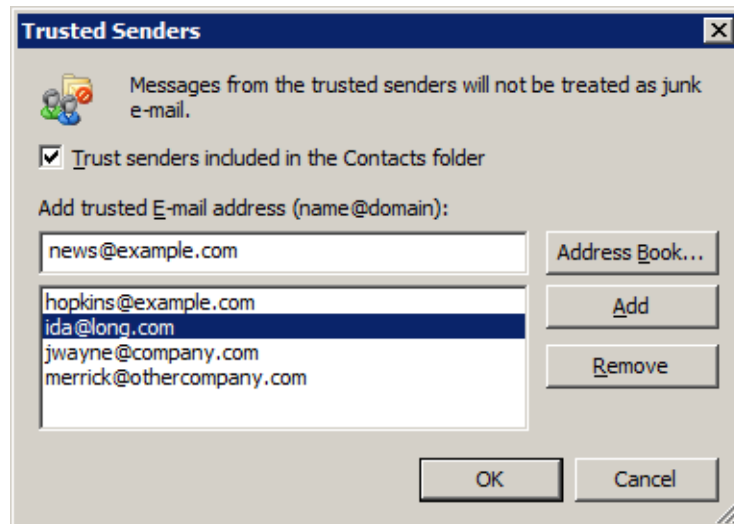 Trusted Senders
Messages from the trusted senders will not be treated as junk
e-mail.
Trust senders included in the Contacts folder
Add trusted E-mail address (name@domain):
news@example.com
Address Book...
hopkins@example.com
ida@long.com
jwayne@company.com
merrick@othercompany.com
Add
Remove
OK
Cancel